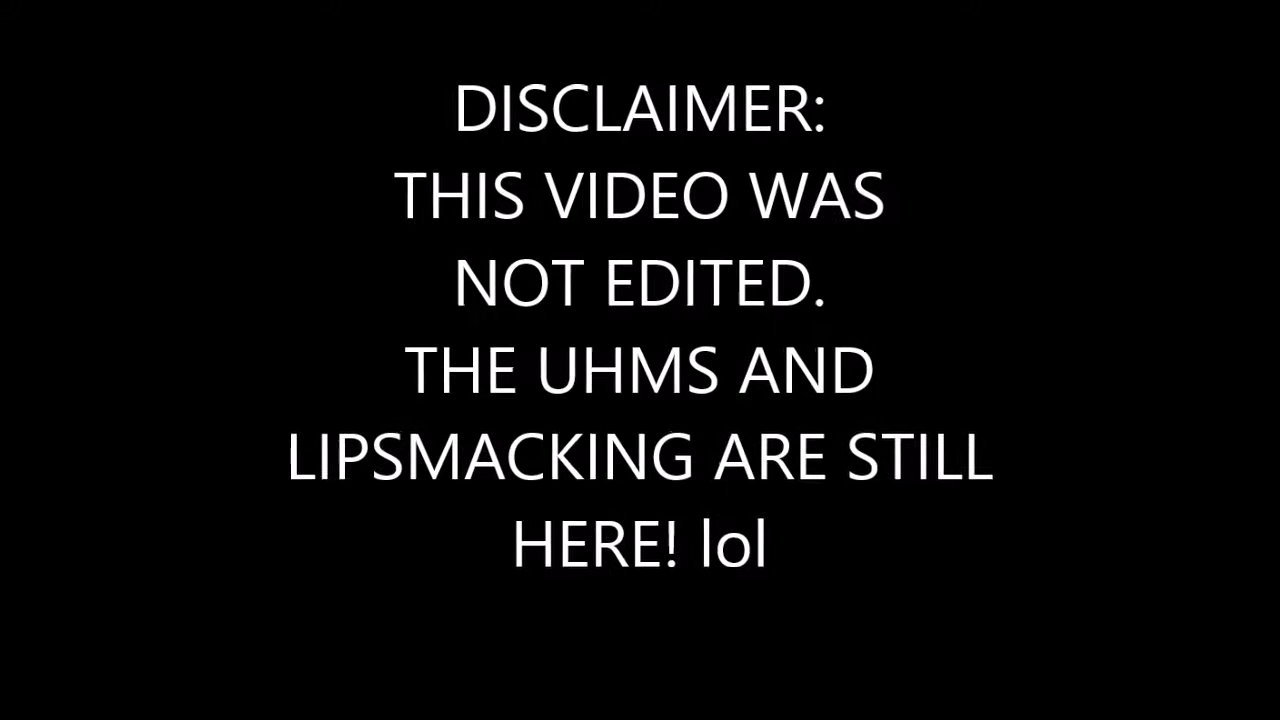 DISCLAIMER:
THIS VIDEO WAS
NOT EDITED.
THE UHMS AND
LIPSMACKING ARE STILL
HERE! lol